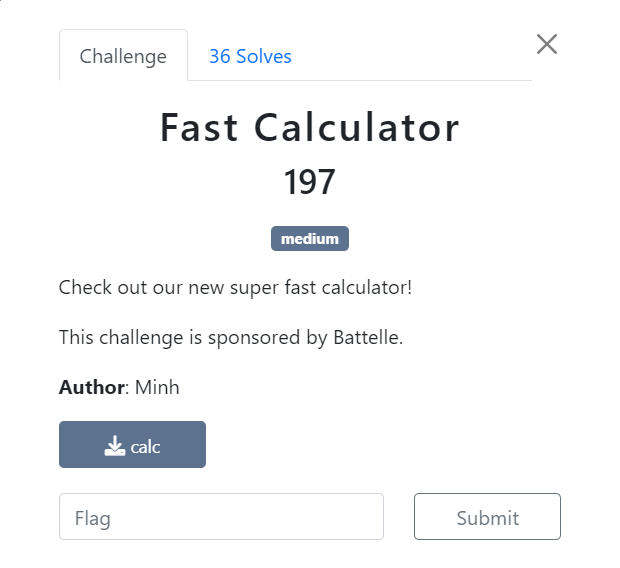 Challenge
36 Solves
Fast Calculator
197
medium
Check out our new super fast calculator!
This challenge is sponsored by Battelle.
Author: Minh
calc
Flag
Submit